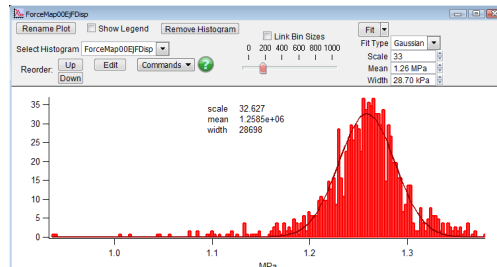 ForceMap00EjFDisp
Rename Plot Show Legend Remove Histogram
Link Bin Sizes
Fit
Select Histogram ForceMap00EjFDisp
0 200 400 600 800 1000
Fit Type Gaussian
Scale 33
Mean 1.26 MPa
Width 28.70 kPa
Reorder: Up Edit Commands ?
Down
scale 32.627
mean 1.2585e+06
width 28698
35
30
25
20
15
10
5
0
1.0 1.1 1.2 1.3
MPa